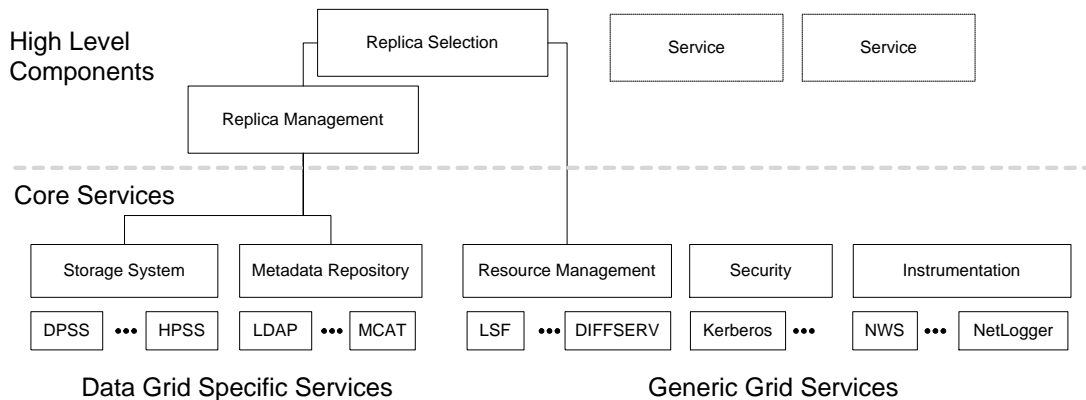 High Level
Components
Replica Selection
Service
Service
Replica Management
Core Services
Storage System
Metadata Repository
Resource Management
Security
Instrumentation
DPSS
•••
HPSS
LDAP
•••
MCAT
LSF
•••
DIFFSERV
Kerberos
•••
NWS
•••
NetLogger
Data Grid Specific Services
Generic Grid Services